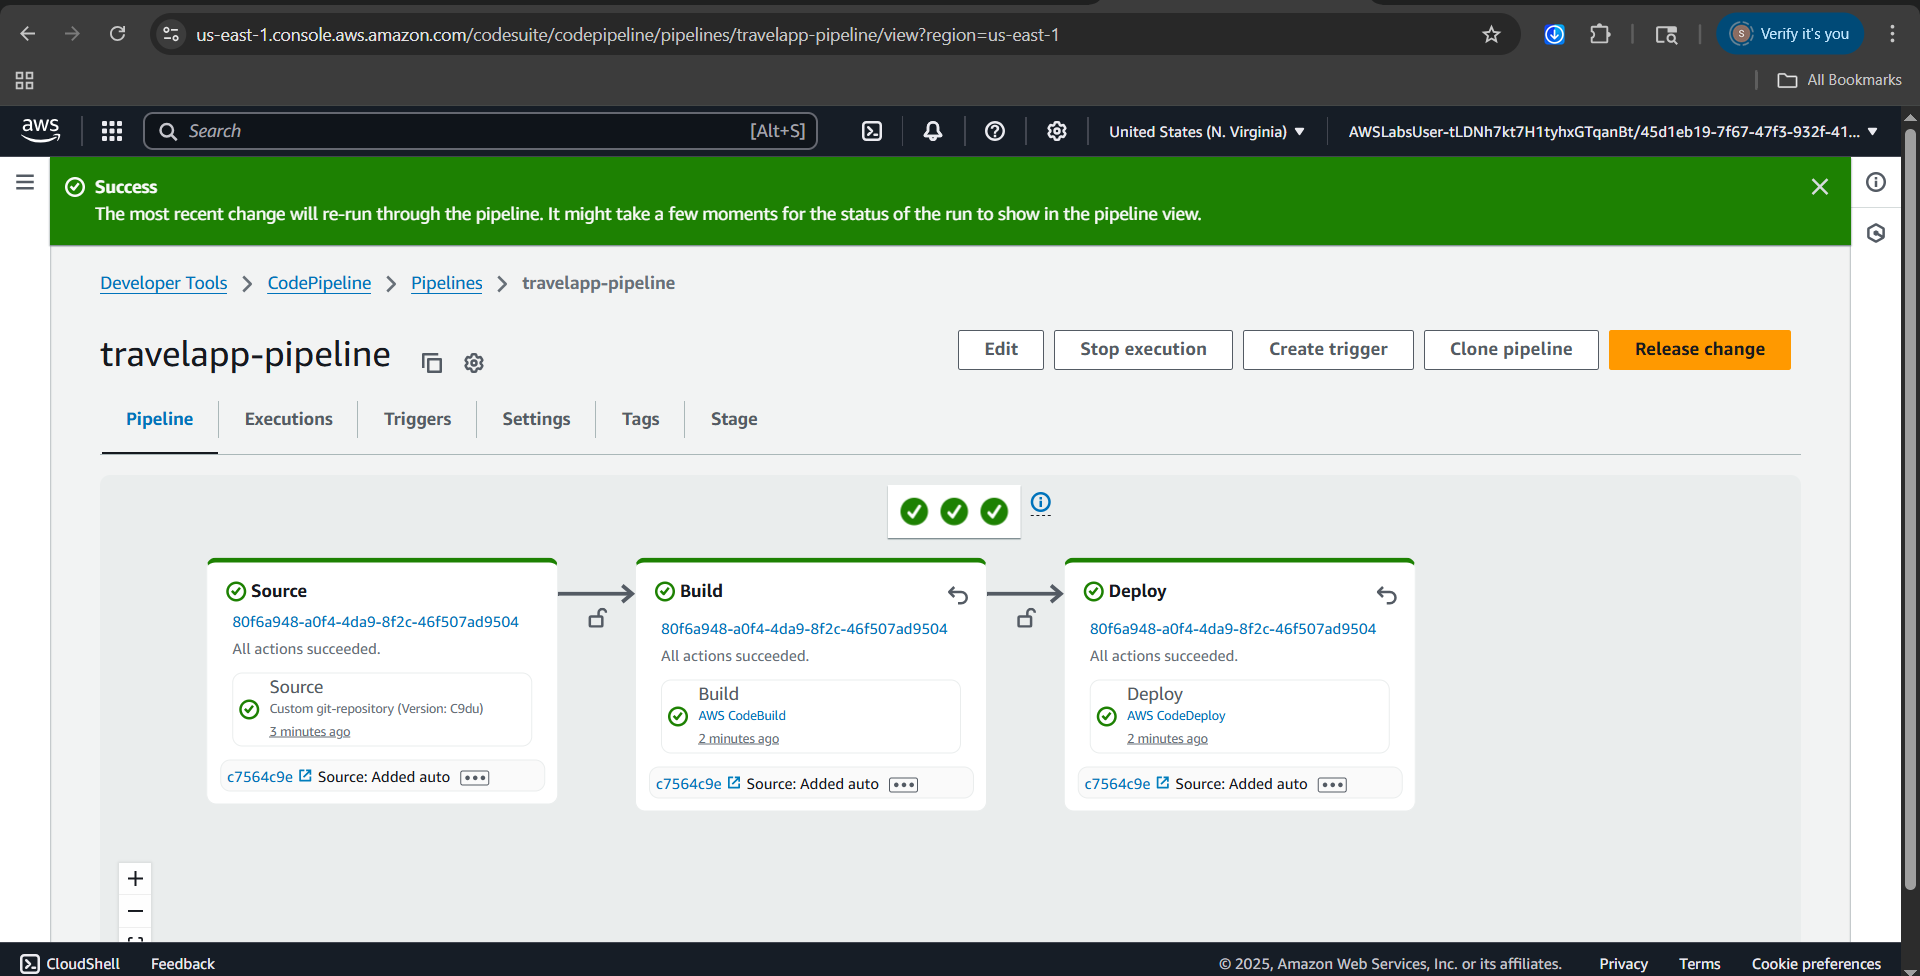 us-east-1.console.aws.amazon.com/codesuite/codepipeline/pipelines/travelapp-pipeline/view?region=us-east-1
S
Verify it's you
All Bookmarks
aws
Search
[Alt+S]
United States (N. Virginia)
AWSLabsUser-tLDNh7kt7H1tyhxGTqanBt/45d1eb19-7f67-47f3-932f-41...
Success
The most recent change will re-run through the pipeline. It might take a few moments for the status of the run to show in the pipeline view.
Developer Tools
CodePipeline
Pipelines
travelapp-pipeline
travelapp-pipeline
Edit
Stop execution
Create trigger
Clone pipeline
Release change
Pipeline
Executions
Triggers
Settings
Tags
Stage
Source
80f6a948-a0f4-4da9-8f2c-46f507ad9504
All actions succeeded.
Source
Custom git-repository (Version: C9du)
3 minutes ago
c7564c9e Source: Added auto
Build
80f6a948-a0f4-4da9-8f2c-46f507ad9504
All actions succeeded.
Build
AWS CodeBuild
2 minutes ago
c7564c9e Source: Added auto
Deploy
80f6a948-a0f4-4da9-8f2c-46f507ad9504
All actions succeeded.
Deploy
AWS CodeDeploy
2 minutes ago
c7564c9e Source: Added auto
CloudShell
Feedback
© 2025, Amazon Web Services, Inc. or its affiliates.
Privacy
Terms
Cookie preferences